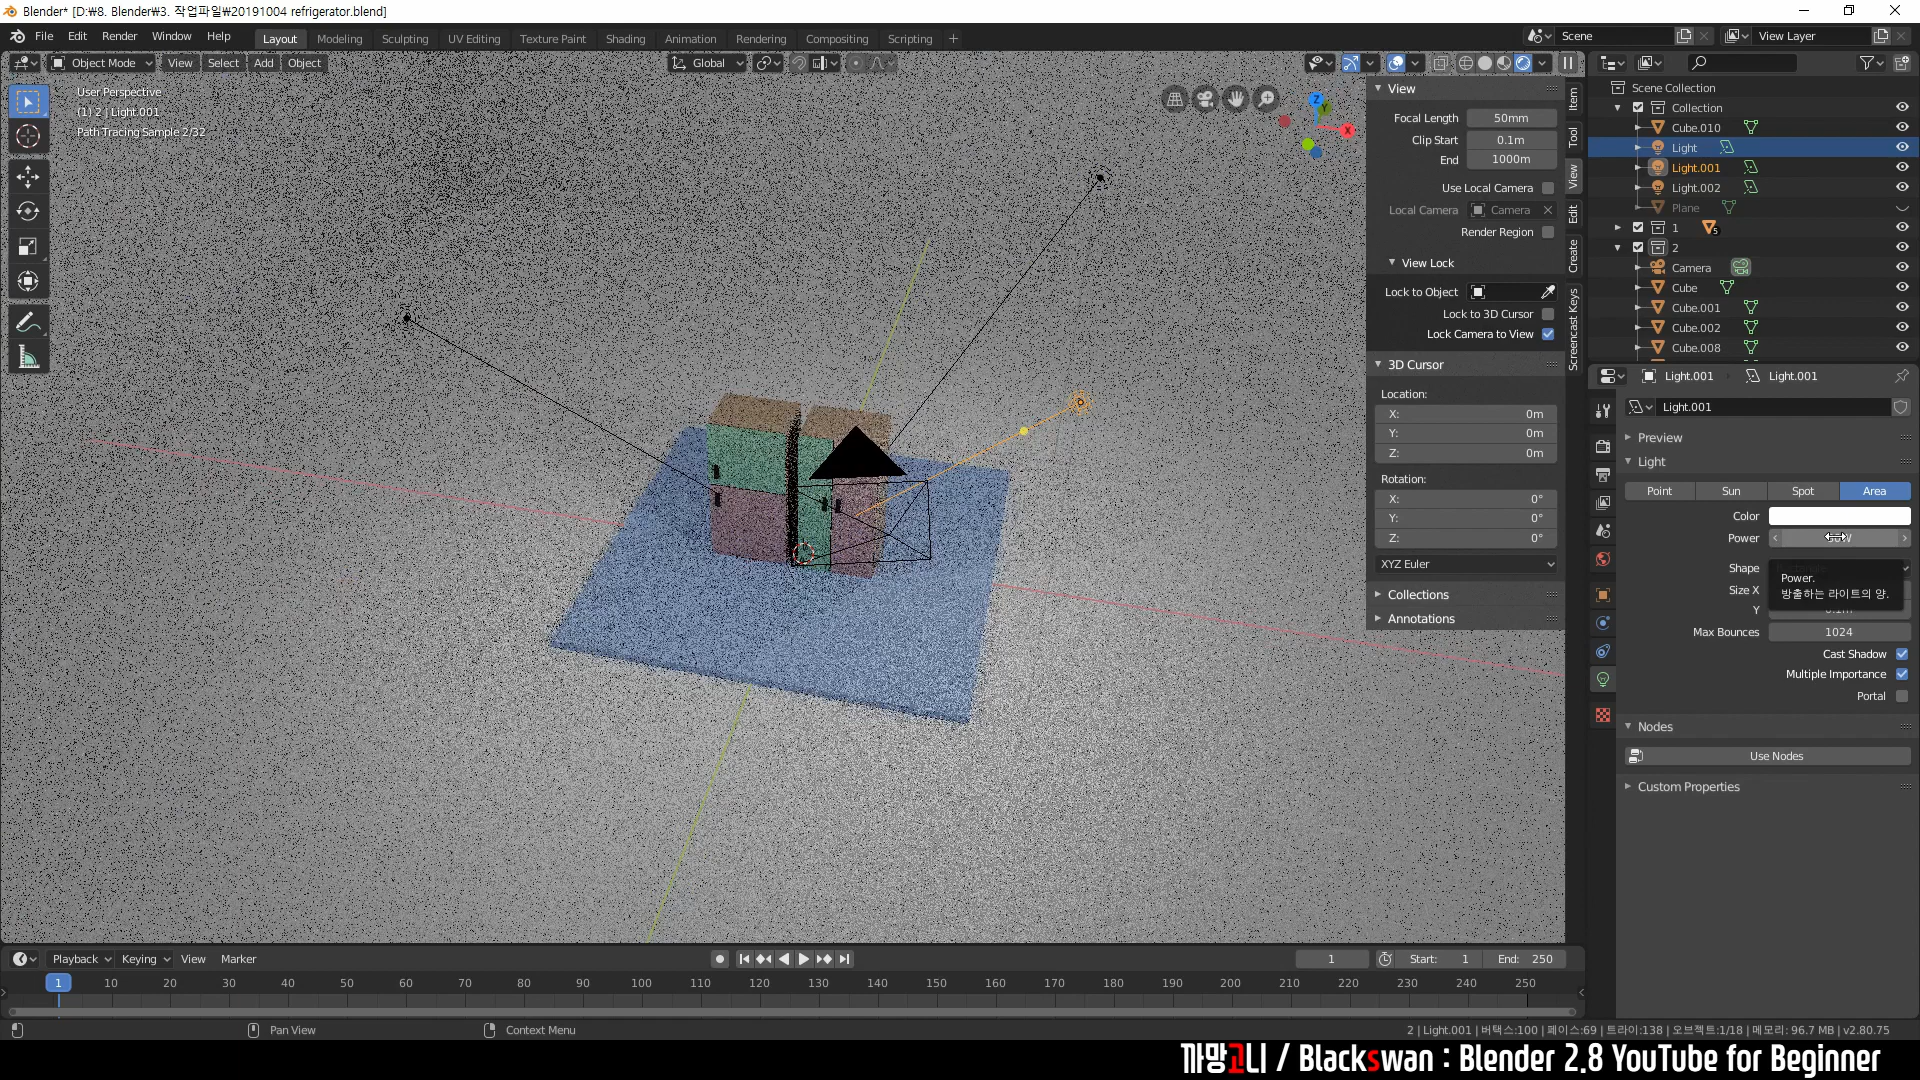 Blender* [D:₩8. Blender₩3. 작업파일₩20191004 refrigerator.blend]
File Edit Render Window Help
Layout Modeling Sculpting UV Editing Texture Paint Shading Animation Rendering Compositing Scripting +
Scene
View Layer
Object Mode View Select Add Object
Global
User Perspective
(1) 2 | Light.001
Path Tracing Sample 2/32
Z
Y
X
View
Focal Length 50mm
Clip Start 0.1m
End 1000m
Use Local Camera
Local Camera Camera
Render Region
View Lock
Lock to Object
Lock to 3D Cursor
Lock Camera to View
3D Cursor
Location:
X: 0m
Y: 0m
Z: 0m
Rotation:
X: 0°
Y: 0°
Z: 0°
XYZ Euler
Collections
Annotations
Item
Tool
View
Edit
Create
Screencast Keys
Scene Collection
Collection
Cube.010
Light
Light.001
Light.002
Plane
1 5
2
Camera
Cube
Cube.001
Cube.002
Cube.008
Light.001 Light.001
Light.001
Preview
Light
Point Sun Spot Area
Color
Power
Shape
Power.
방출하는 라이트의 양.
Size X
Y
Max Bounces 1024
Cast Shadow
Multiple Importance
Portal
Nodes
Use Nodes
Custom Properties
Playback Keying View Marker
1 Start: 1 End: 250
1 10 20 30 40 50 60 70 80 90 100 110 120 130 140 150 160 170 180 190 200 210 220 230 240 250
Pan View
Context Menu
2 | Light.001 | 버텍스:100 | 페이스:69 | 트라이:138 | 오브젝트:1/18 | 메모리: 96.7 MB | v2.80.75
까망고니 / Blackswan : Blender 2.8 YouTube for Beginner